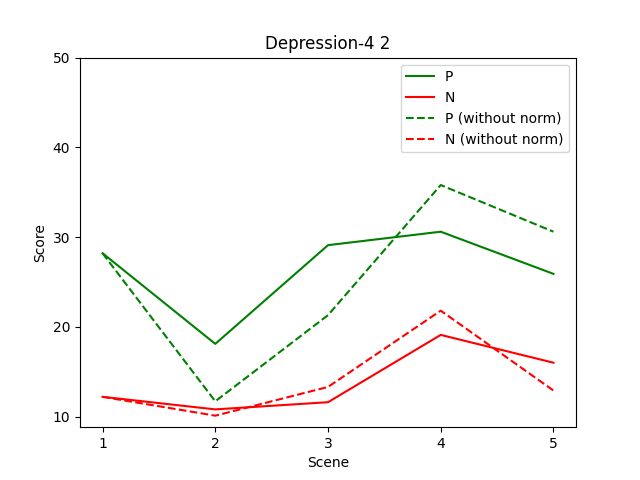 Depression-4 2
50
40
30
20
10
Score
P
N
P (without norm)
N (without norm)
1 2 3 4 5
Scene